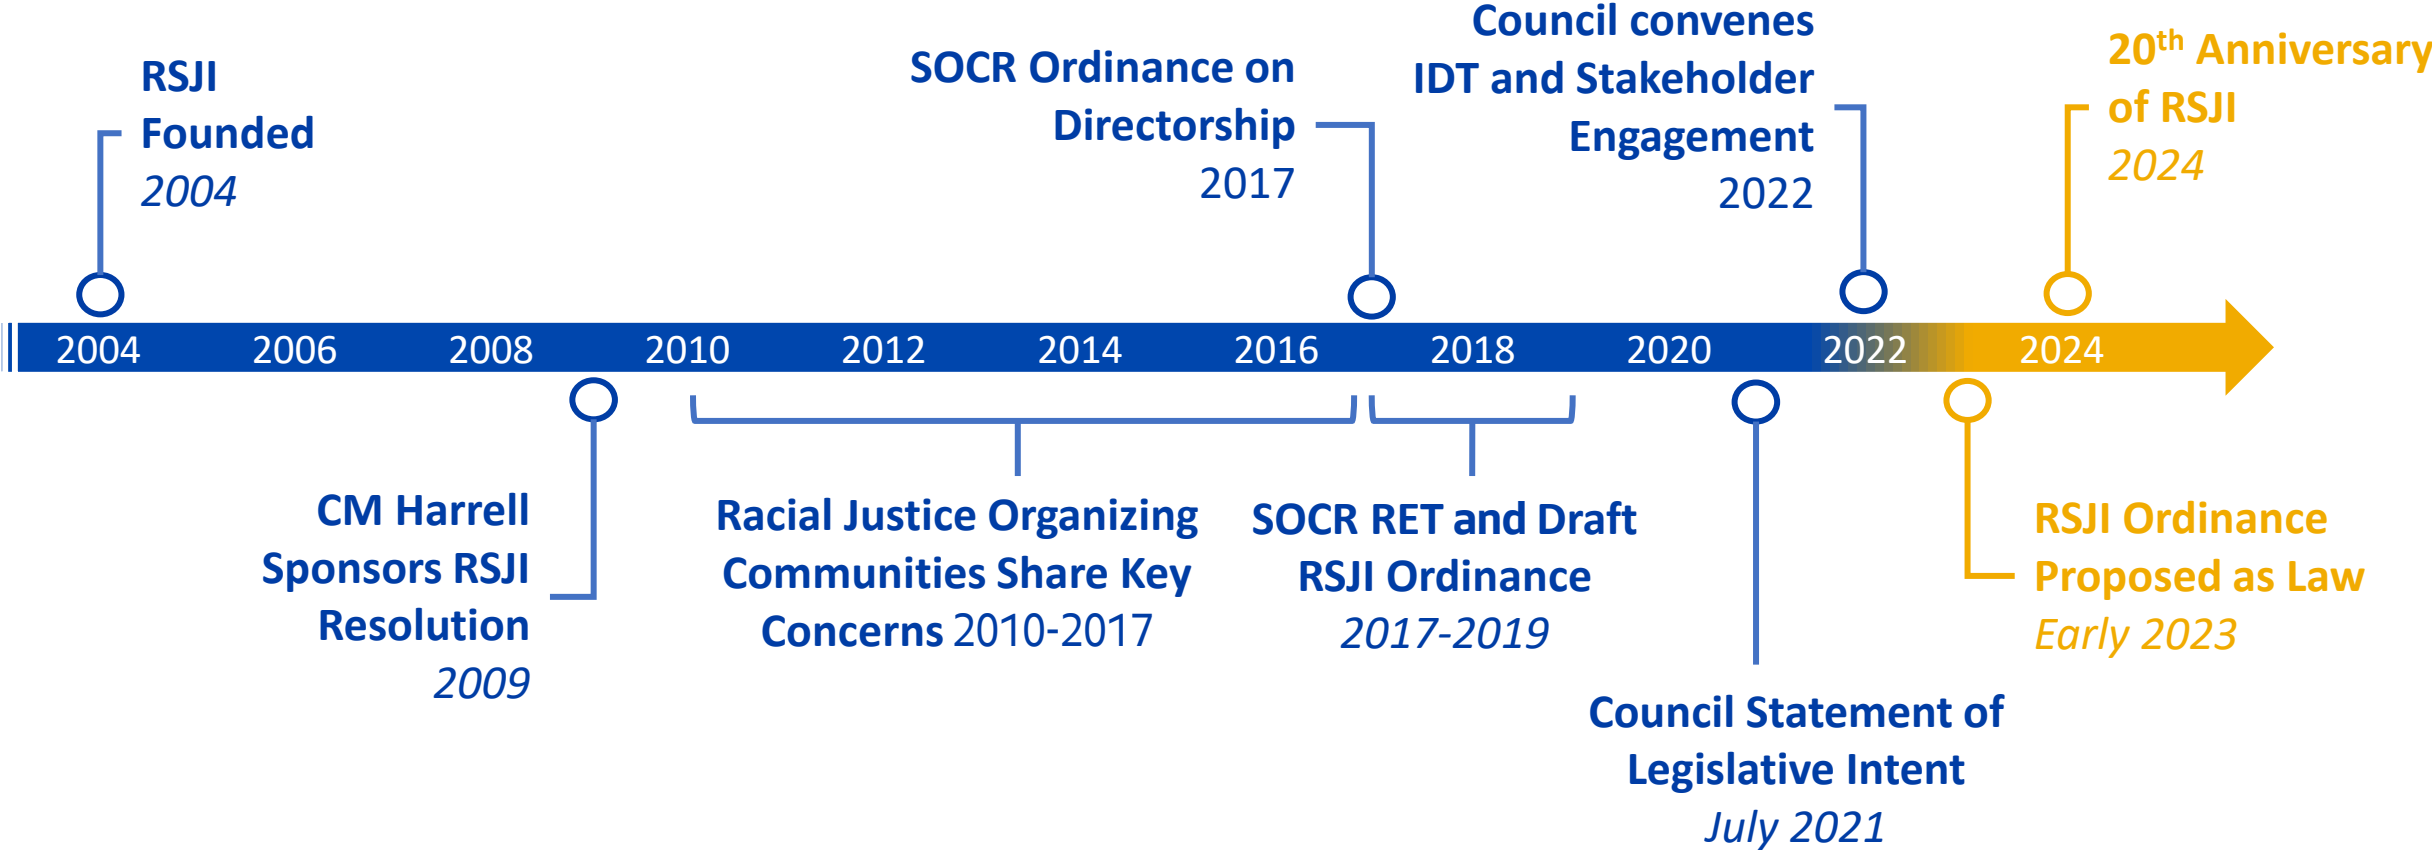 RSJI
Founded
2004
SOCR Ordinance on
Directorship
2017
Council convenes
IDT and Stakeholder
Engagement
2022
20th Anniversary
of RSJI
2024
2004 2006 2008 2010 2012 2014 2016 2018 2020 2022 2024
CM Harrell
Sponsors RSJI
Resolution
2009
Racial Justice Organizing
Communities Share Key
Concerns 2010-2017
SOCR RET and Draft
RSJI Ordinance
2017-2019
Council Statement of
Legislative Intent
July 2021
RSJI Ordinance
Proposed as Law
Early 2023